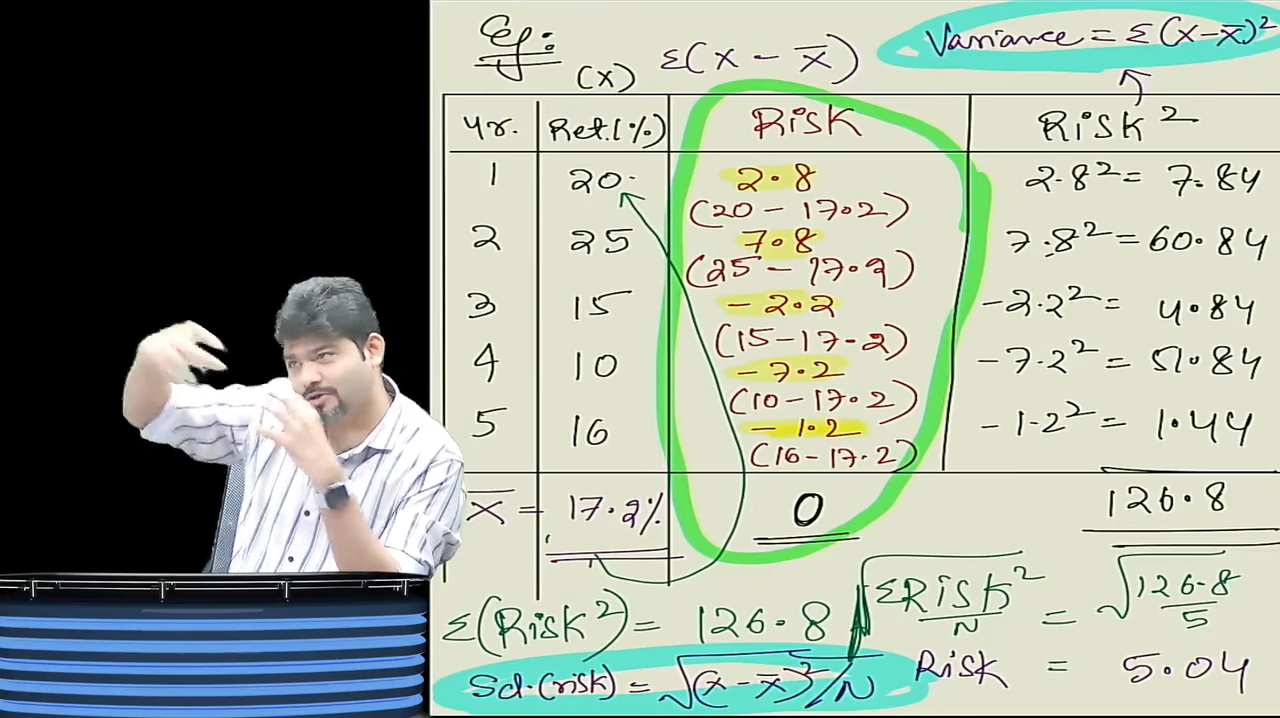 Eg:
(X) Σ(X - X̅) Variance = Σ(X-X̅)²
Yr. Ret.(%) Risk Risk²
1 20 2.8 2.8² = 7.84
(20 - 17.2)
2 25 7.8 7.8² = 60.84
(25 - 17.2)
3 15 -2.2 -2.2² = 4.84
(15-17.2)
4 10 -7.2 -7.2² = 51.84
(10-17.2)
5 16 -1.2 -1.2² = 1.44
(16-17.2)
X̅ = 17.2% 0 126.8
Σ(Risk²) = 126.8 √ΣRisk²/N = √126.8/5
Sd.(risk) = √(x-x̅)²/N Risk = 5.04